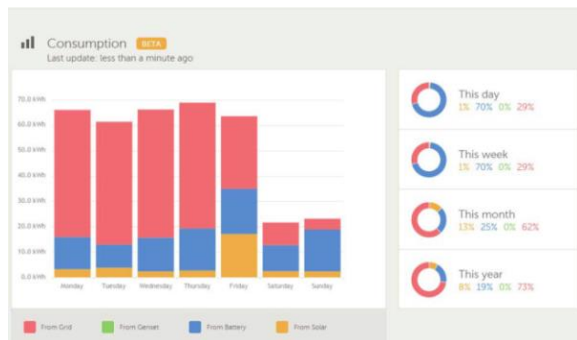 Consumption BETA
Last update: less than a minute ago
70.0 kWh
60.0 kWh
50.0 kWh
40.0 kWh
30.0 kWh
20.0 kWh
10.0 kWh
0.0 kWh
Monday Tuesday Wednesday Thursday Friday Saturday Sunday
From Grid From Genset From Battery From Solar
This day
1% 70% 0% 29%
This week
1% 70% 0% 29%
This month
13% 25% 0% 62%
This year
8% 19% 0% 73%